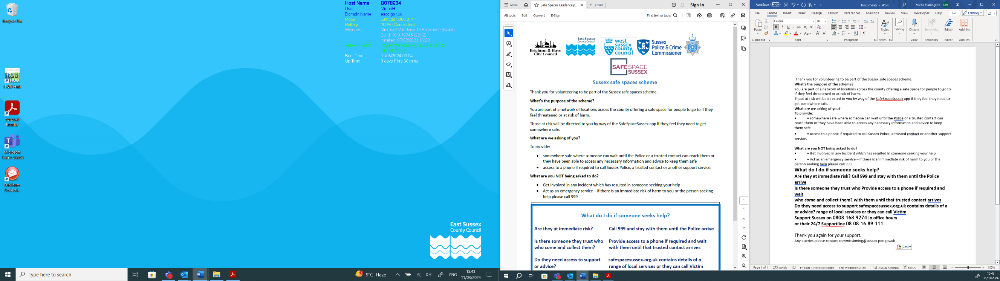 Recycle Bin
IT&D Hub
Acrobat
Reader
Microsoft
Teams classic
Publisure
Collecti...
Host Name B078034
User MichaH
Domain Name escc.gov.uk
Model Latitude 5300 2-in-1
Battery 100% (Connected)
Windows Microsoft Windows 10 Enterprise (64-bit)
Build: 10.0.19045 (22H2)
Installed: 07/02/2023 10:20
Network Name
Boot Time 11/03/2024 09:04
Up Time 0 days 6 hrs 38 mins
East Sussex
County Council
Type here to search
9°C Haze
ENG
15:43
11/03/2024
Menu
Safe Spaces Guidance p...
Create
Sign in
All tools Edit Convert E-Sign
Find text or tools
Brighton & Hove
City Council
East Sussex
County Council
west
sussex
county
council
Sussex
Police & Crime
Commissioner
SAFE SPACE
SUSSEX
Sussex safe spaces scheme
Thank you for volunteering to be part of the Sussex safe spaces scheme.
What's the purpose of the scheme?
You are part of a network of locations across the county offering a safe space for people to go to if they
feel threatened or at risk of harm.
Those at risk will be directed to you by way of the SafeSpaceSussex app if they feel they need to get
somewhere safe.
What are we asking of you?
To provide:
• somewhere safe where someone can wait until the Police or a trusted contact can reach them or
they have been able to access any necessary information and advice to keep them safe
• access to a phone if required to call Sussex Police, a trusted contact or another support service.
What are you NOT being asked to do?
• Get involved in any incident which has resulted in someone seeking your help
• Act as an emergency service – if there is an immediate risk of harm to you or the person seeking
help please call 999
What do I do if someone seeks help?
Are they at immediate risk? Call 999 and stay with them until the Police arrive
Is there someone they trust who Provide access to a phone if required and wait
who come and collect them? with them until that trusted contact arrives
Do they need access to support safespacesussex.org.uk contains details of a
or advice? range of local services or they can call Victim
1
1
AutoSave Off
Document2 - Word
Micha Harrington MH
File Home Insert Draw Design Layout References Mailings Review View Developer Help
Editing
Calibri 16
Paste
Styles
Editing
Dictate
Sensitivity
Editor
Add-ins
Clipboard Font Paragraph Styles Voice Sensitivity Editor Add-ins
Thank you for volunteering to be part of the Sussex safe spaces scheme.
What's the purpose of the scheme?
You are part of a network of locations across the county offering a safe space for people to go to
if they feel threatened or at risk of harm.
Those at risk will be directed to you by way of the SafeSpaceSussex app if they feel they need to
get somewhere safe.
What are we asking of you?
To provide:
• • somewhere safe where someone can wait until the Police or a trusted contact can
reach them or they have been able to access any necessary information and advice to keep
them safe
• • access to a phone if required to call Sussex Police, a trusted contact or another support
service.
What are you NOT being asked to do?
• • Get involved in any incident which has resulted in someone seeking your help
• • Act as an emergency service – if there is an immediate risk of harm to you or the
person seeking help please call 999
What do I do if someone seeks help?
Are they at immediate risk? Call 999 and stay with them until the Police
arrive
Is there someone they trust who Provide access to a phone if required and
wait
who come and collect them? with them until that trusted contact arrives
Do they need access to support safespacesussex.org.uk contains details of a
or advice? range of local services or they can call Victim
Support Sussex on 0808 168 9274 in office hours
or their 24/7 Supportline 08 08 16 89 111
Thank you again for your support.
Any queries please contact commissioning@sussex-pcc.gov.uk
(Ctrl)
Page 1 of 1 273 words English (United Kingdom) Text Predictions: On Display Settings Focus 100%
15:43
11/03/2024